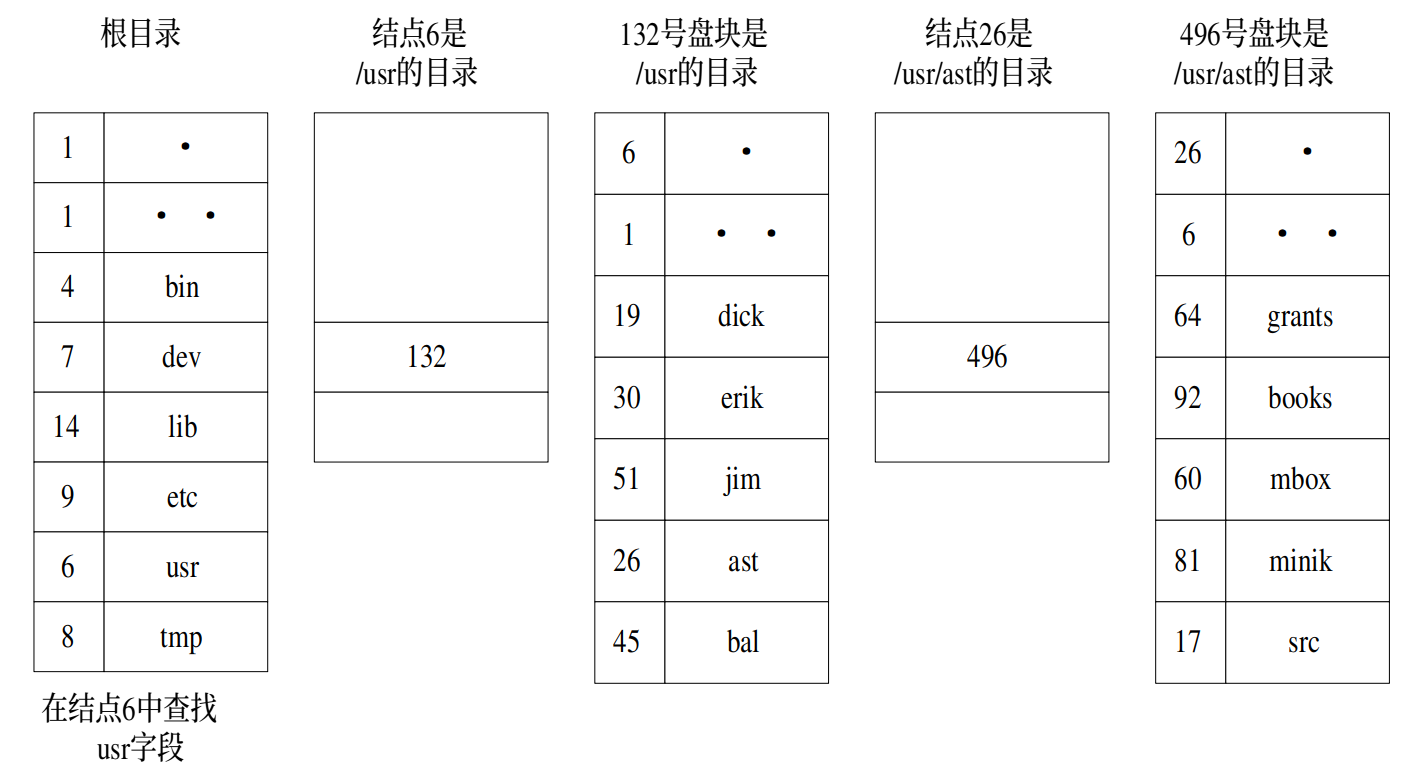 根目录
1 •
1 • •
4 bin
7 dev
14 lib
9 etc
6 usr
8 tmp
在结点6中查找
usr字段
结点6是
/usr的目录
132
132号盘块是
/usr的目录
6 •
1 • •
19 dick
30 erik
51 jim
26 ast
45 bal
结点26是
/usr/ast的目录
496
496号盘块是
/usr/ast的目录
26 •
6 • •
64 grants
92 books
60 mbox
81 minik
17 src